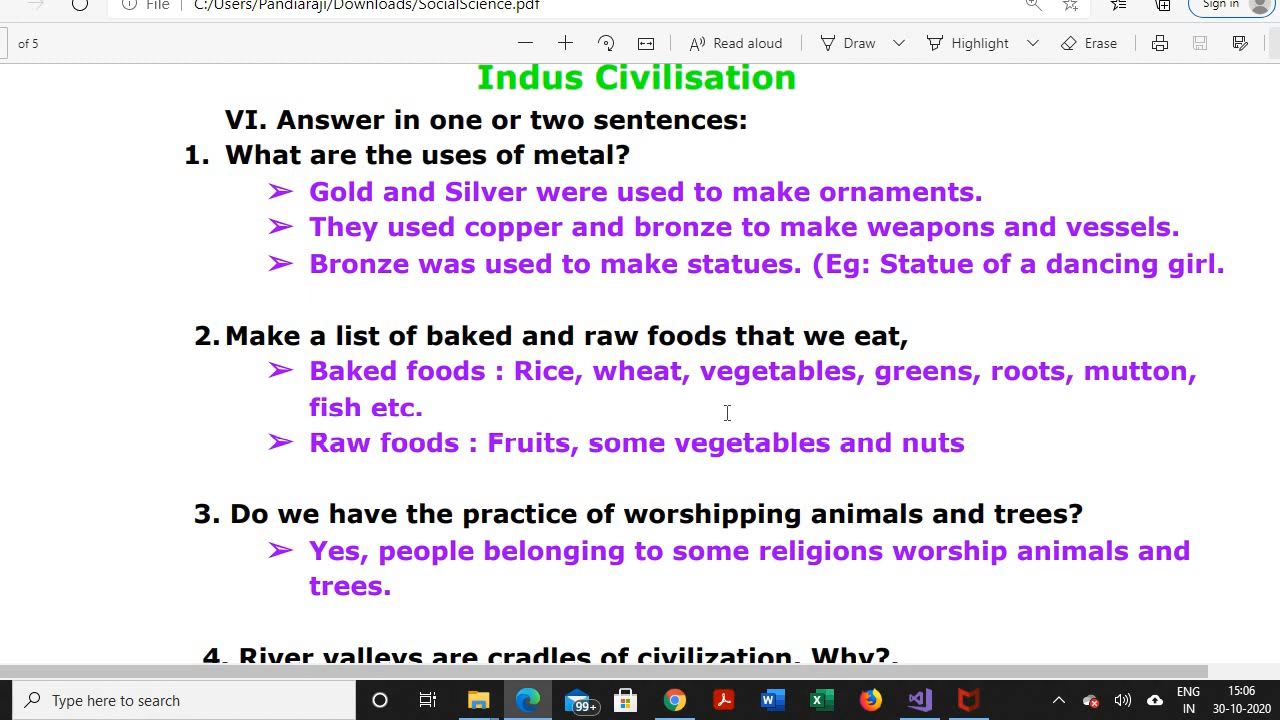 File C:/Users/Pandiaraji/Downloads/SocialScience.pdf Sign in
of 5 Read aloud Draw Highlight Erase
Indus Civilisation
VI. Answer in one or two sentences:
1. What are the uses of metal?
➢ Gold and Silver were used to make ornaments.
➢ They used copper and bronze to make weapons and vessels.
➢ Bronze was used to make statues. (Eg: Statue of a dancing girl.
2. Make a list of baked and raw foods that we eat,
➢ Baked foods : Rice, wheat, vegetables, greens, roots, mutton,
fish etc.
➢ Raw foods : Fruits, some vegetables and nuts
3. Do we have the practice of worshipping animals and trees?
➢ Yes, people belonging to some religions worship animals and
trees.
4. River valleys are cradles of civilization. Why?.
Type here to search 99+ ENG 15:06
IN 30-10-2020